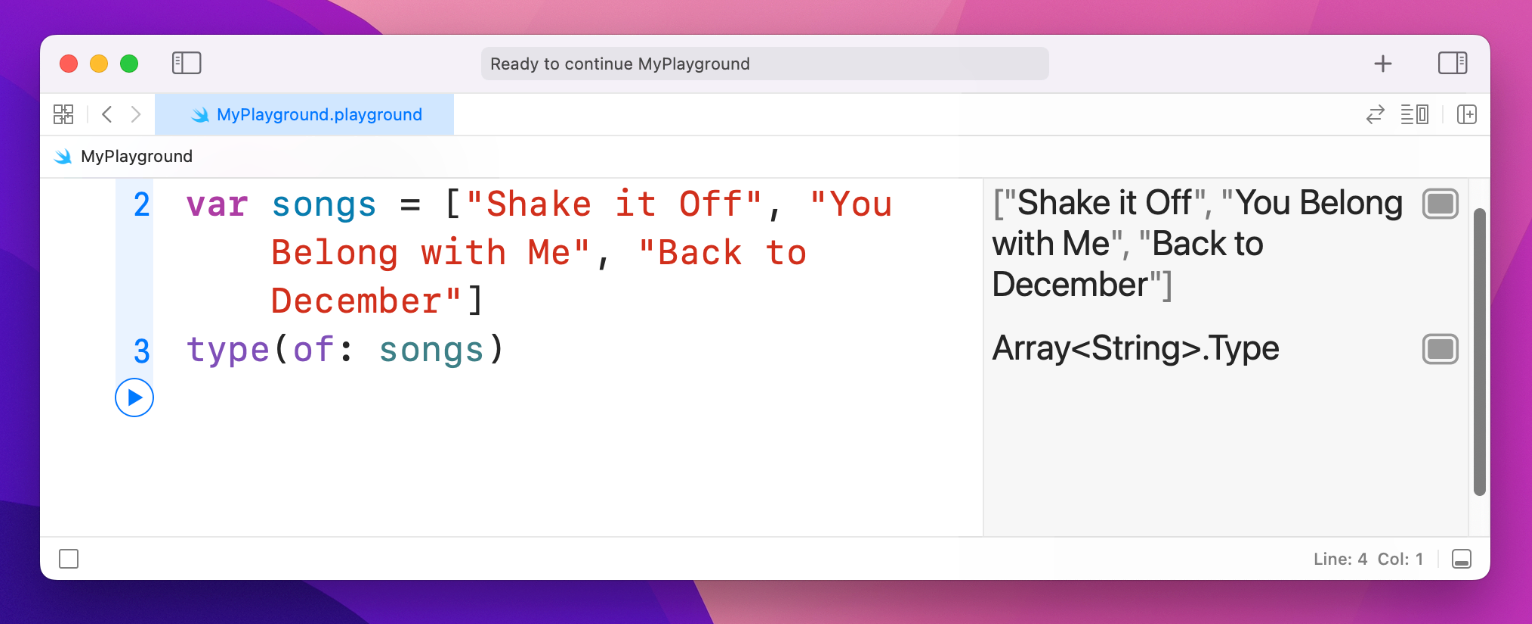 Ready to continue MyPlayground
MyPlayground.playground
MyPlayground
2 var songs = ["Shake it Off", "You
Belong with Me", "Back to
December"]
3 type(of: songs)
["Shake it Off", "You Belong
with Me", "Back to
December"]
Array<String>.Type
Line: 4 Col: 1